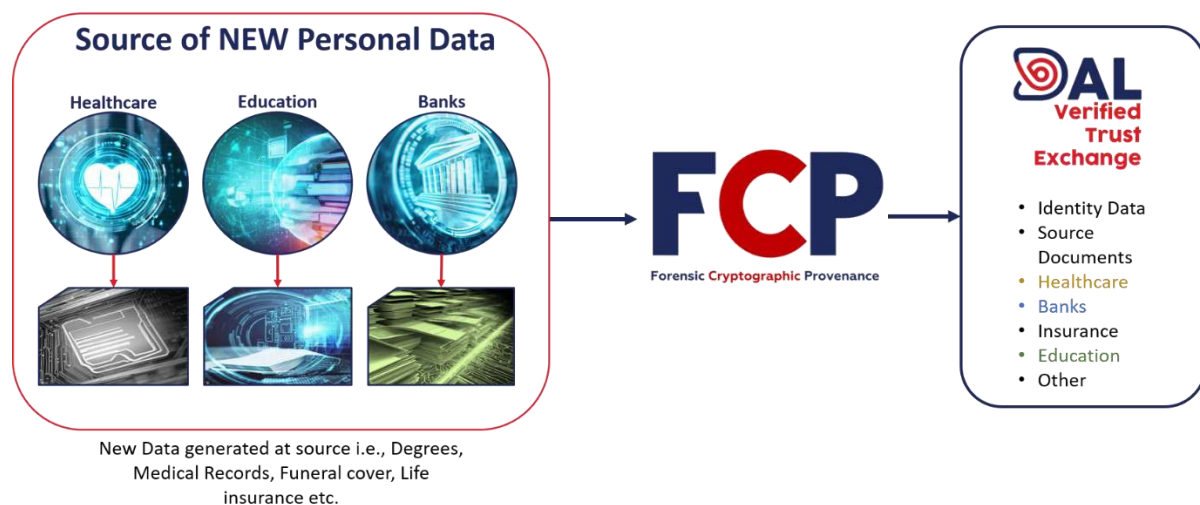 Source of NEW Personal Data
Healthcare
Education
Banks
New Data generated at source i.e., Degrees,
Medical Records, Funeral cover, Life
insurance etc.
FCP
Forensic Cryptographic Provenance
DAL
Verified
Trust
Exchange
• Identity Data
• Source
Documents
• Healthcare
• Banks
• Insurance
• Education
• Other